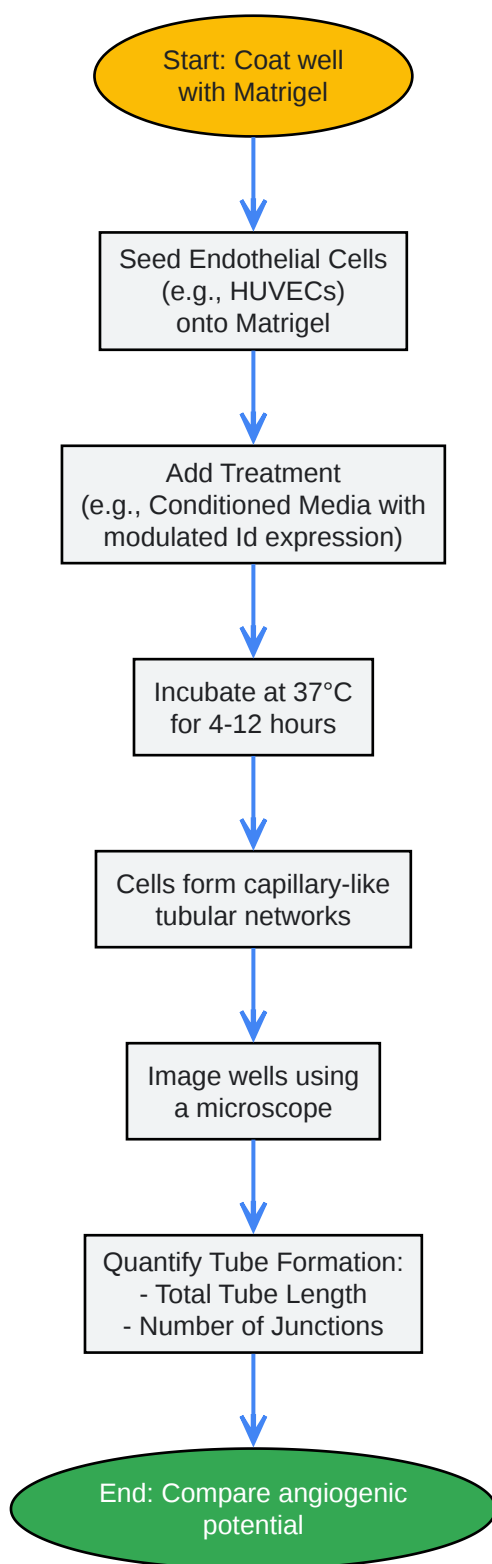 Start: Coat well
with Matrigel
Seed Endothelial Cells
(e.g., HUVECs)
onto Matrigel
Add Treatment
(e.g., Conditioned Media with
modulated Id expression)
Incubate at 37°C
for 4-12 hours
Cells form capillary-like
tubular networks
Image wells using
a microscope
Quantify Tube Formation:
- Total Tube Length
- Number of Junctions
End: Compare angiogenic
potential